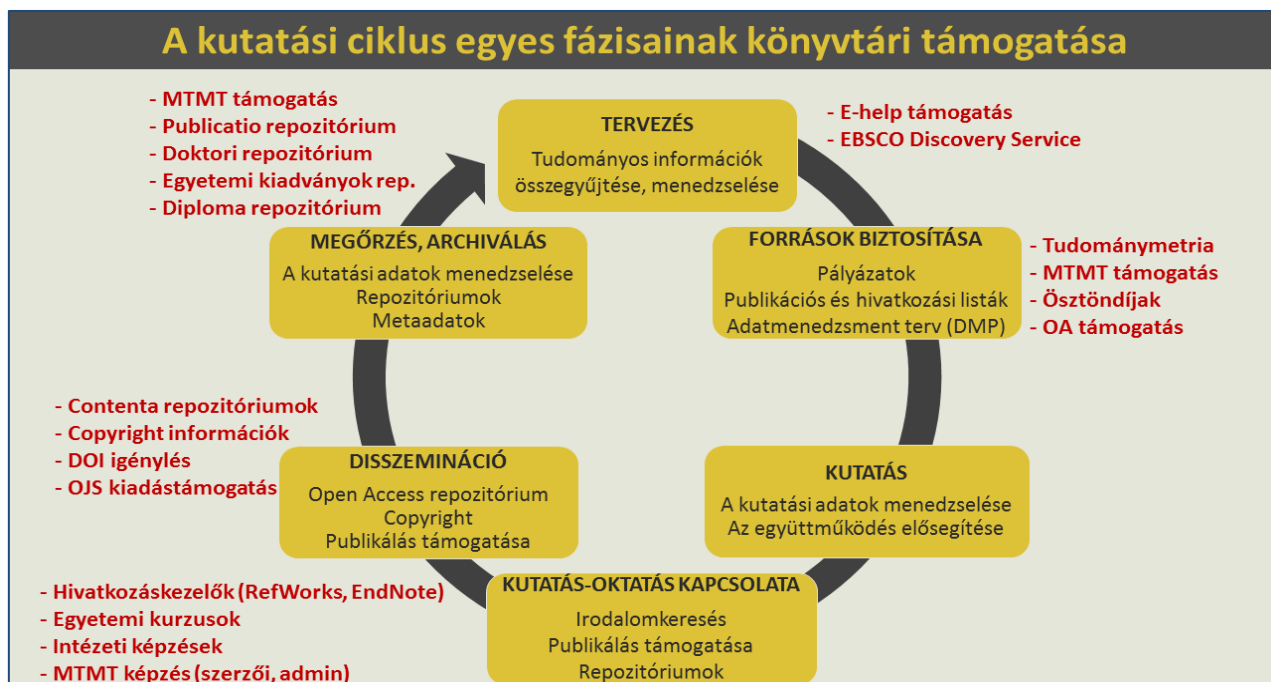 A kutatási ciklus egyes fázisainak könyvtári támogatása
- MTMT támogatás
- Publicatio repozitórium
- Doktori repozitórium
- Egyetemi kiadványok rep.
- Diploma repozitórium
TERVEZÉS
Tudományos információk
összegyűjtése, menedzselése
- E-help támogatás
- EBSCO Discovery Service
MEGŐRZÉS, ARCHIVÁLÁS
A kutatási adatok menedzselése
Repozitóriumok
Metaadatok
FORRÁSOK BIZTOSÍTÁSA
Pályázatok
Publikációs és hivatkozási listák
Adatmenedzsment terv (DMP)
- Tudománymetria
- MTMT támogatás
- Ösztöndíjak
- OA támogatás
- Contenta repozitóriumok
- Copyright információk
- DOI igénylés
- OJS kiadástámogatás
DISSZEMINÁCIÓ
Open Access repozitórium
Copyright
Publikálás támogatása
KUTATÁS
A kutatási adatok menedzselése
Az együttműködés elősegítése
- Hivatkozáskezelők (RefWorks, EndNote)
- Egyetemi kurzusok
- Intézeti képzések
- MTMT képzés (szerzői, admin)
KUTATÁS-OKTATÁS KAPCSOLATA
Irodalomkeresés
Publikálás támogatása
Repozitóriumok